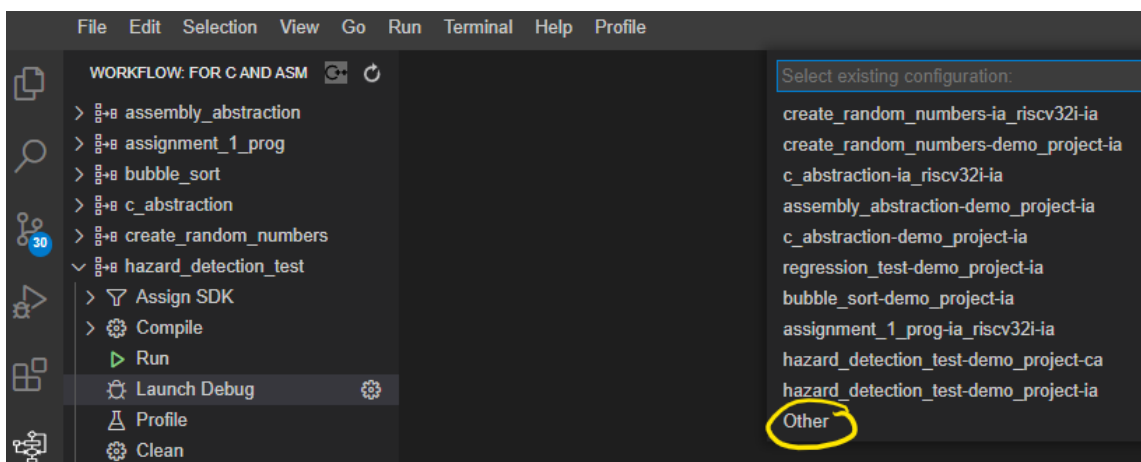 File Edit Selection View Go Run Terminal Help Profile
WORKFLOW: FOR C AND ASM
assembly_abstraction
assignment_1_prog
bubble_sort
c_abstraction
create_random_numbers
hazard_detection_test
Assign SDK
Compile
Run
Launch Debug
Profile
Clean
30
Select existing configuration:
create_random_numbers-ia_riscv32i-ia
create_random_numbers-demo_project-ia
c_abstraction-ia_riscv32i-ia
assembly_abstraction-demo_project-ia
c_abstraction-demo_project-ia
regression_test-demo_project-ia
bubble_sort-demo_project-ia
assignment_1_prog-ia_riscv32i-ia
hazard_detection_test-demo_project-ca
hazard_detection_test-demo_project-ia
Other